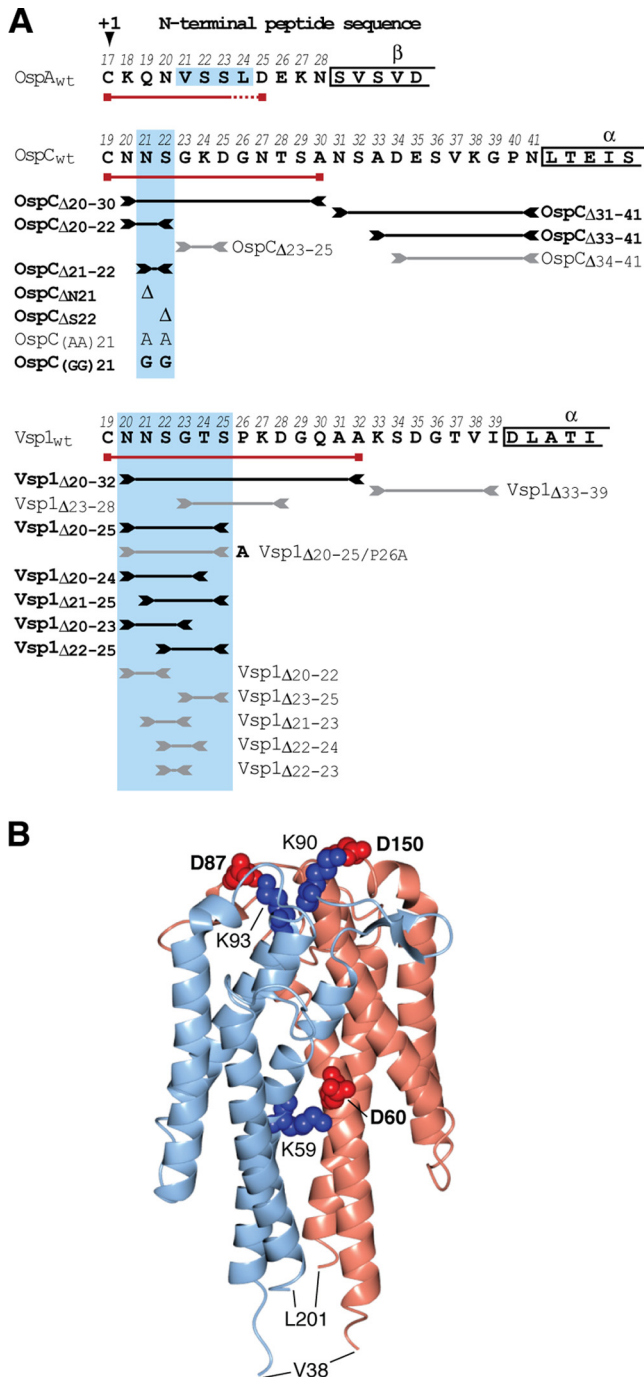 A
+1 N-terminal peptide sequence
17 18 19 20 21 22 23 24 25 26 27 28 β
OspAwt C K Q N V S S L D E K N S V S V D
19 20 21 22 23 24 25 26 27 28 29 30 31 32 33 34 35 36 37 38 39 40 41 α
OspCwt C N N S G K D G N T S A N S A D E S V K G P N L T E I S
OspCΔ20-30 OspCΔ31-41
OspCΔ20-22 OspCΔ33-41
OspCΔ23-25 OspCΔ34-41
OspCΔ21-22
OspCΔN21 Δ
OspCΔS22 Δ
OspC(AA)21 A A
OspC(GG)21 G G
19 20 21 22 23 24 25 26 27 28 29 30 31 32 33 34 35 36 37 38 39 α
Vsp1wt C N N S G T S P K D G Q A A K S D G T V I D L A T I
Vsp1Δ20-32 Vsp1Δ33-39
Vsp1Δ23-28
Vsp1Δ20-25
A Vsp1Δ20-25/P26A
Vsp1Δ20-24
Vsp1Δ21-25
Vsp1Δ20-23
Vsp1Δ22-25
Vsp1Δ20-22
Vsp1Δ23-25
Vsp1Δ21-23
Vsp1Δ22-24
Vsp1Δ22-23
B
K90 D150
D87
K93
D60
K59
L201
V38